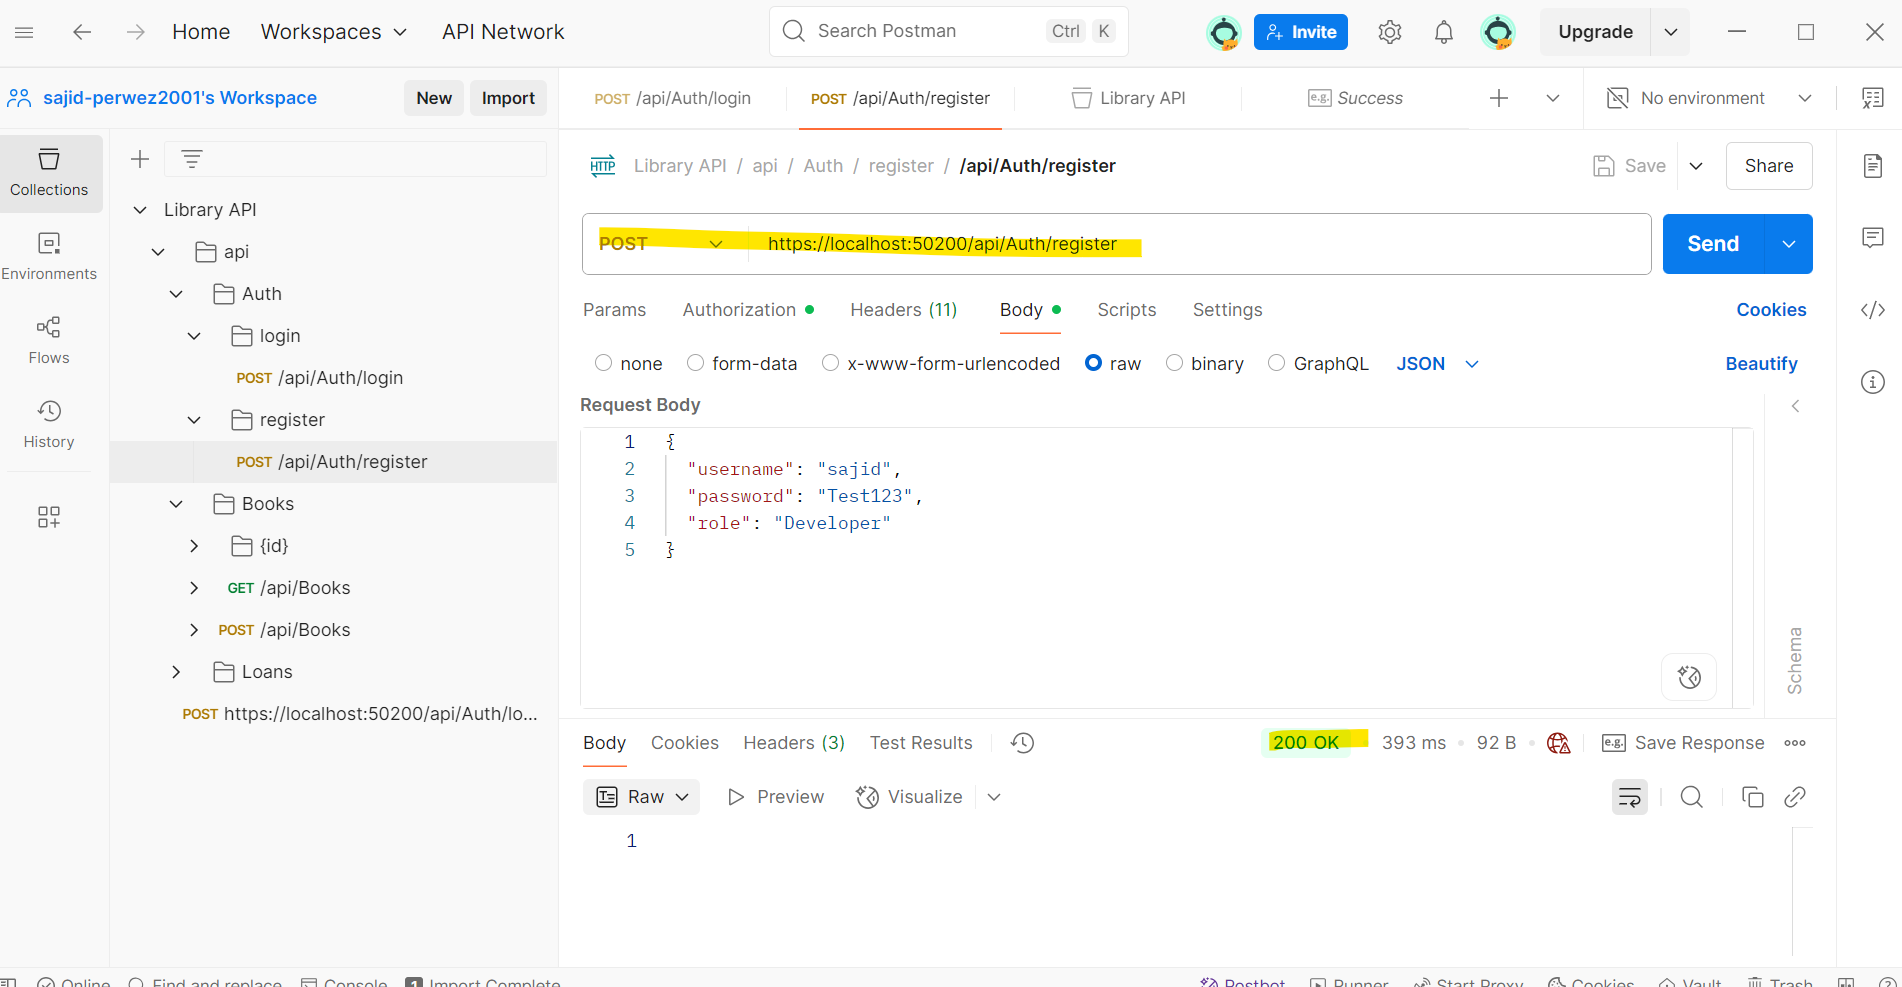 Home
Workspaces
API Network
Search Postman
Ctrl K
Invite
Upgrade
sajid-perwez2001's Workspace
New
Import
POST /api/Auth/login
POST /api/Auth/register
Library API
e.g. Success
No environment
Collections
Environments
Flows
History
Library API
api
Auth
login
POST /api/Auth/login
register
POST /api/Auth/register
Books
{id}
GET /api/Books
POST /api/Books
Loans
POST https://localhost:50200/api/Auth/lo...
HTTP Library API / api / Auth / register / /api/Auth/register
Save
Share
POST https://localhost:50200/api/Auth/register
Send
Params Authorization Headers (11) Body Scripts Settings
Cookies
none form-data x-www-form-urlencoded raw binary GraphQL JSON
Beautify
Request Body
1 {
2 "username": "sajid",
3 "password": "Test123",
4 "role": "Developer"
5 }
Schema
Body Cookies Headers (3) Test Results
200 OK 393 ms 92 B
e.g. Save Response
Raw Preview Visualize
1
Online Find and replace Console 1 Import Complete
Postbot Runner Start Proxy Cookies Vault Trash